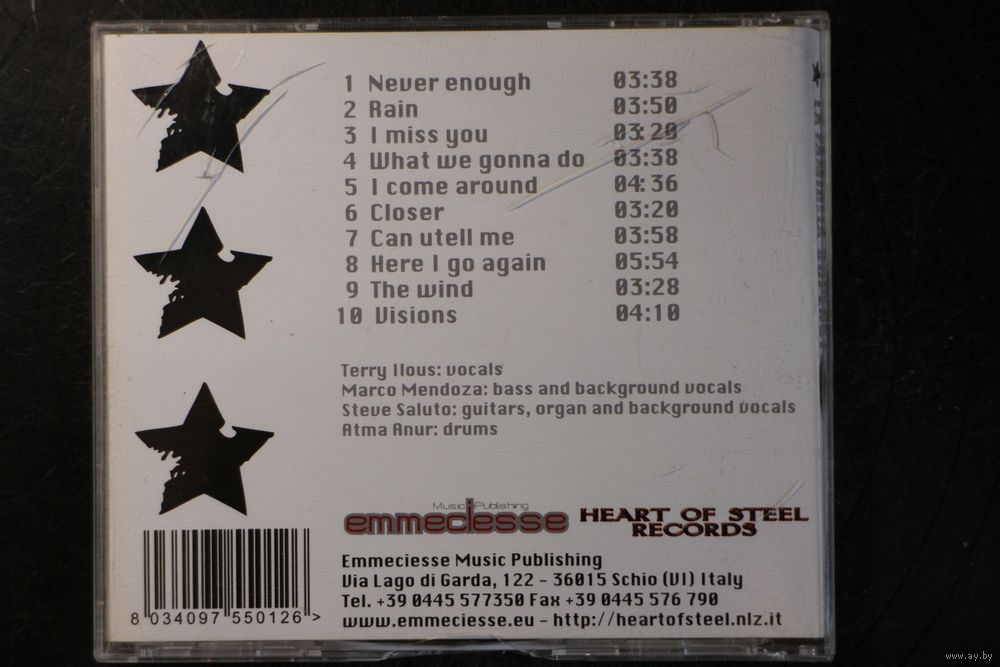 1 Never enough 03:38
2 Rain 03:50
3 I miss you 03:20
4 What we gonna do 03:38
5 I come around 04:36
6 Closer 03:20
7 Can utell me 03:58
8 Here I go again 05:54
9 The wind 03:28
10 Visions 04:10
Terry Ilous: vocals
Marco Mendoza: bass and background vocals
Steve Saluto: guitars, organ and background vocals
Atma Anur: drums
Music Publishing
emmeciesse
HEART OF STEEL
RECORDS
Emmeciesse Music Publishing
Via Lago di Garda, 122 - 36015 Schio (VI) Italy
Tel. +39 0445 577350 Fax +39 0445 576 790
www.emmeciesse.eu - http://heartofsteel.nlz.it
8 034097 550126 >
www.ay.by